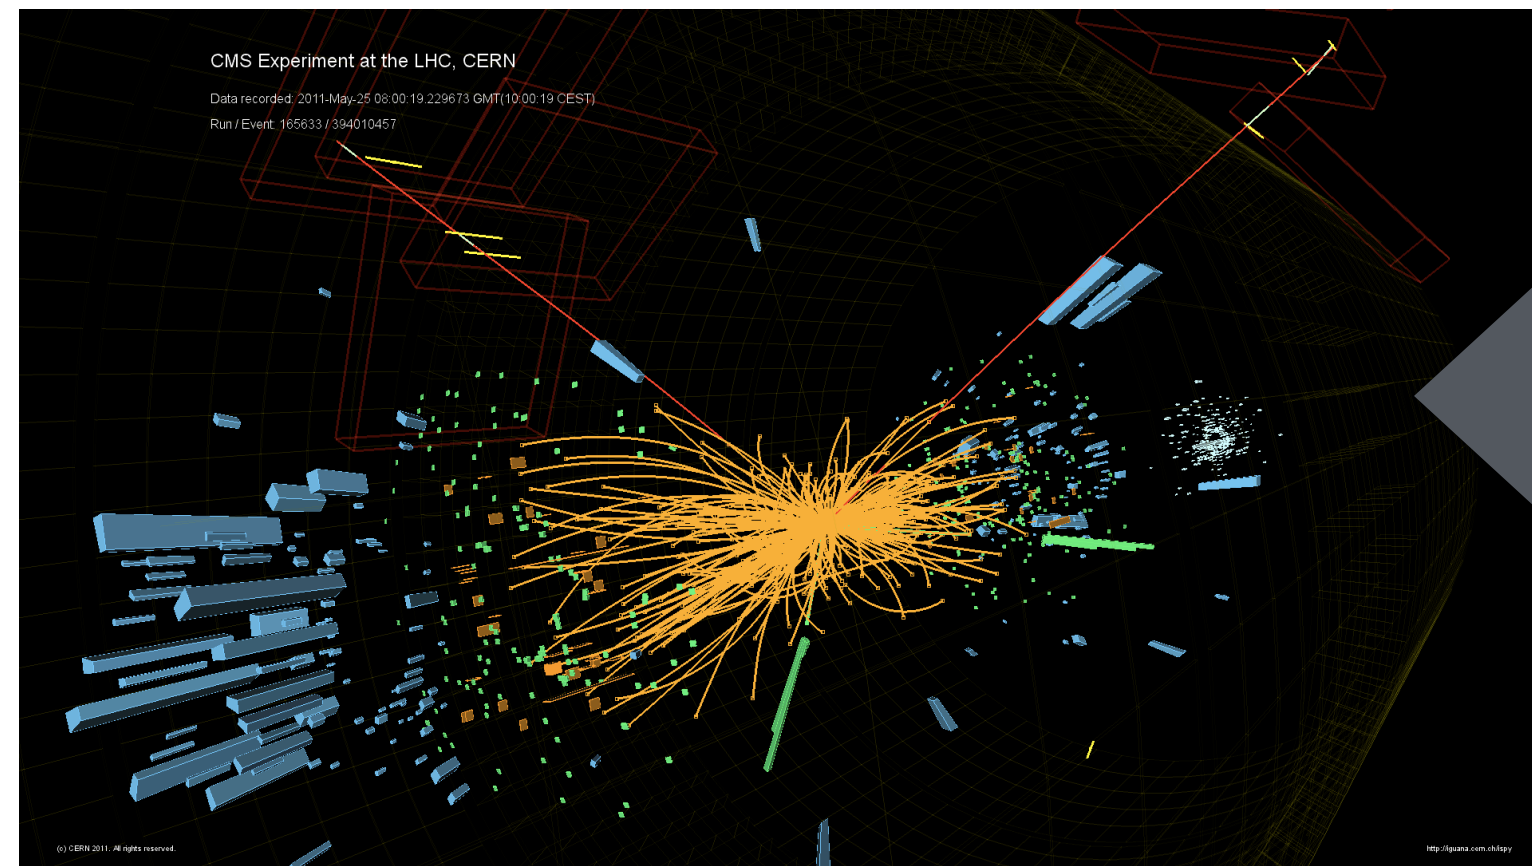 CMS Experiment at the LHC, CERN
Data recorded: 2011-May-25 08:00:19.229673 GMT(10:00:19 CEST)
Run / Event: 165633 / 394010457
(c) CERN 2011. All rights reserved.
http://iguana.cern.ch/ispy